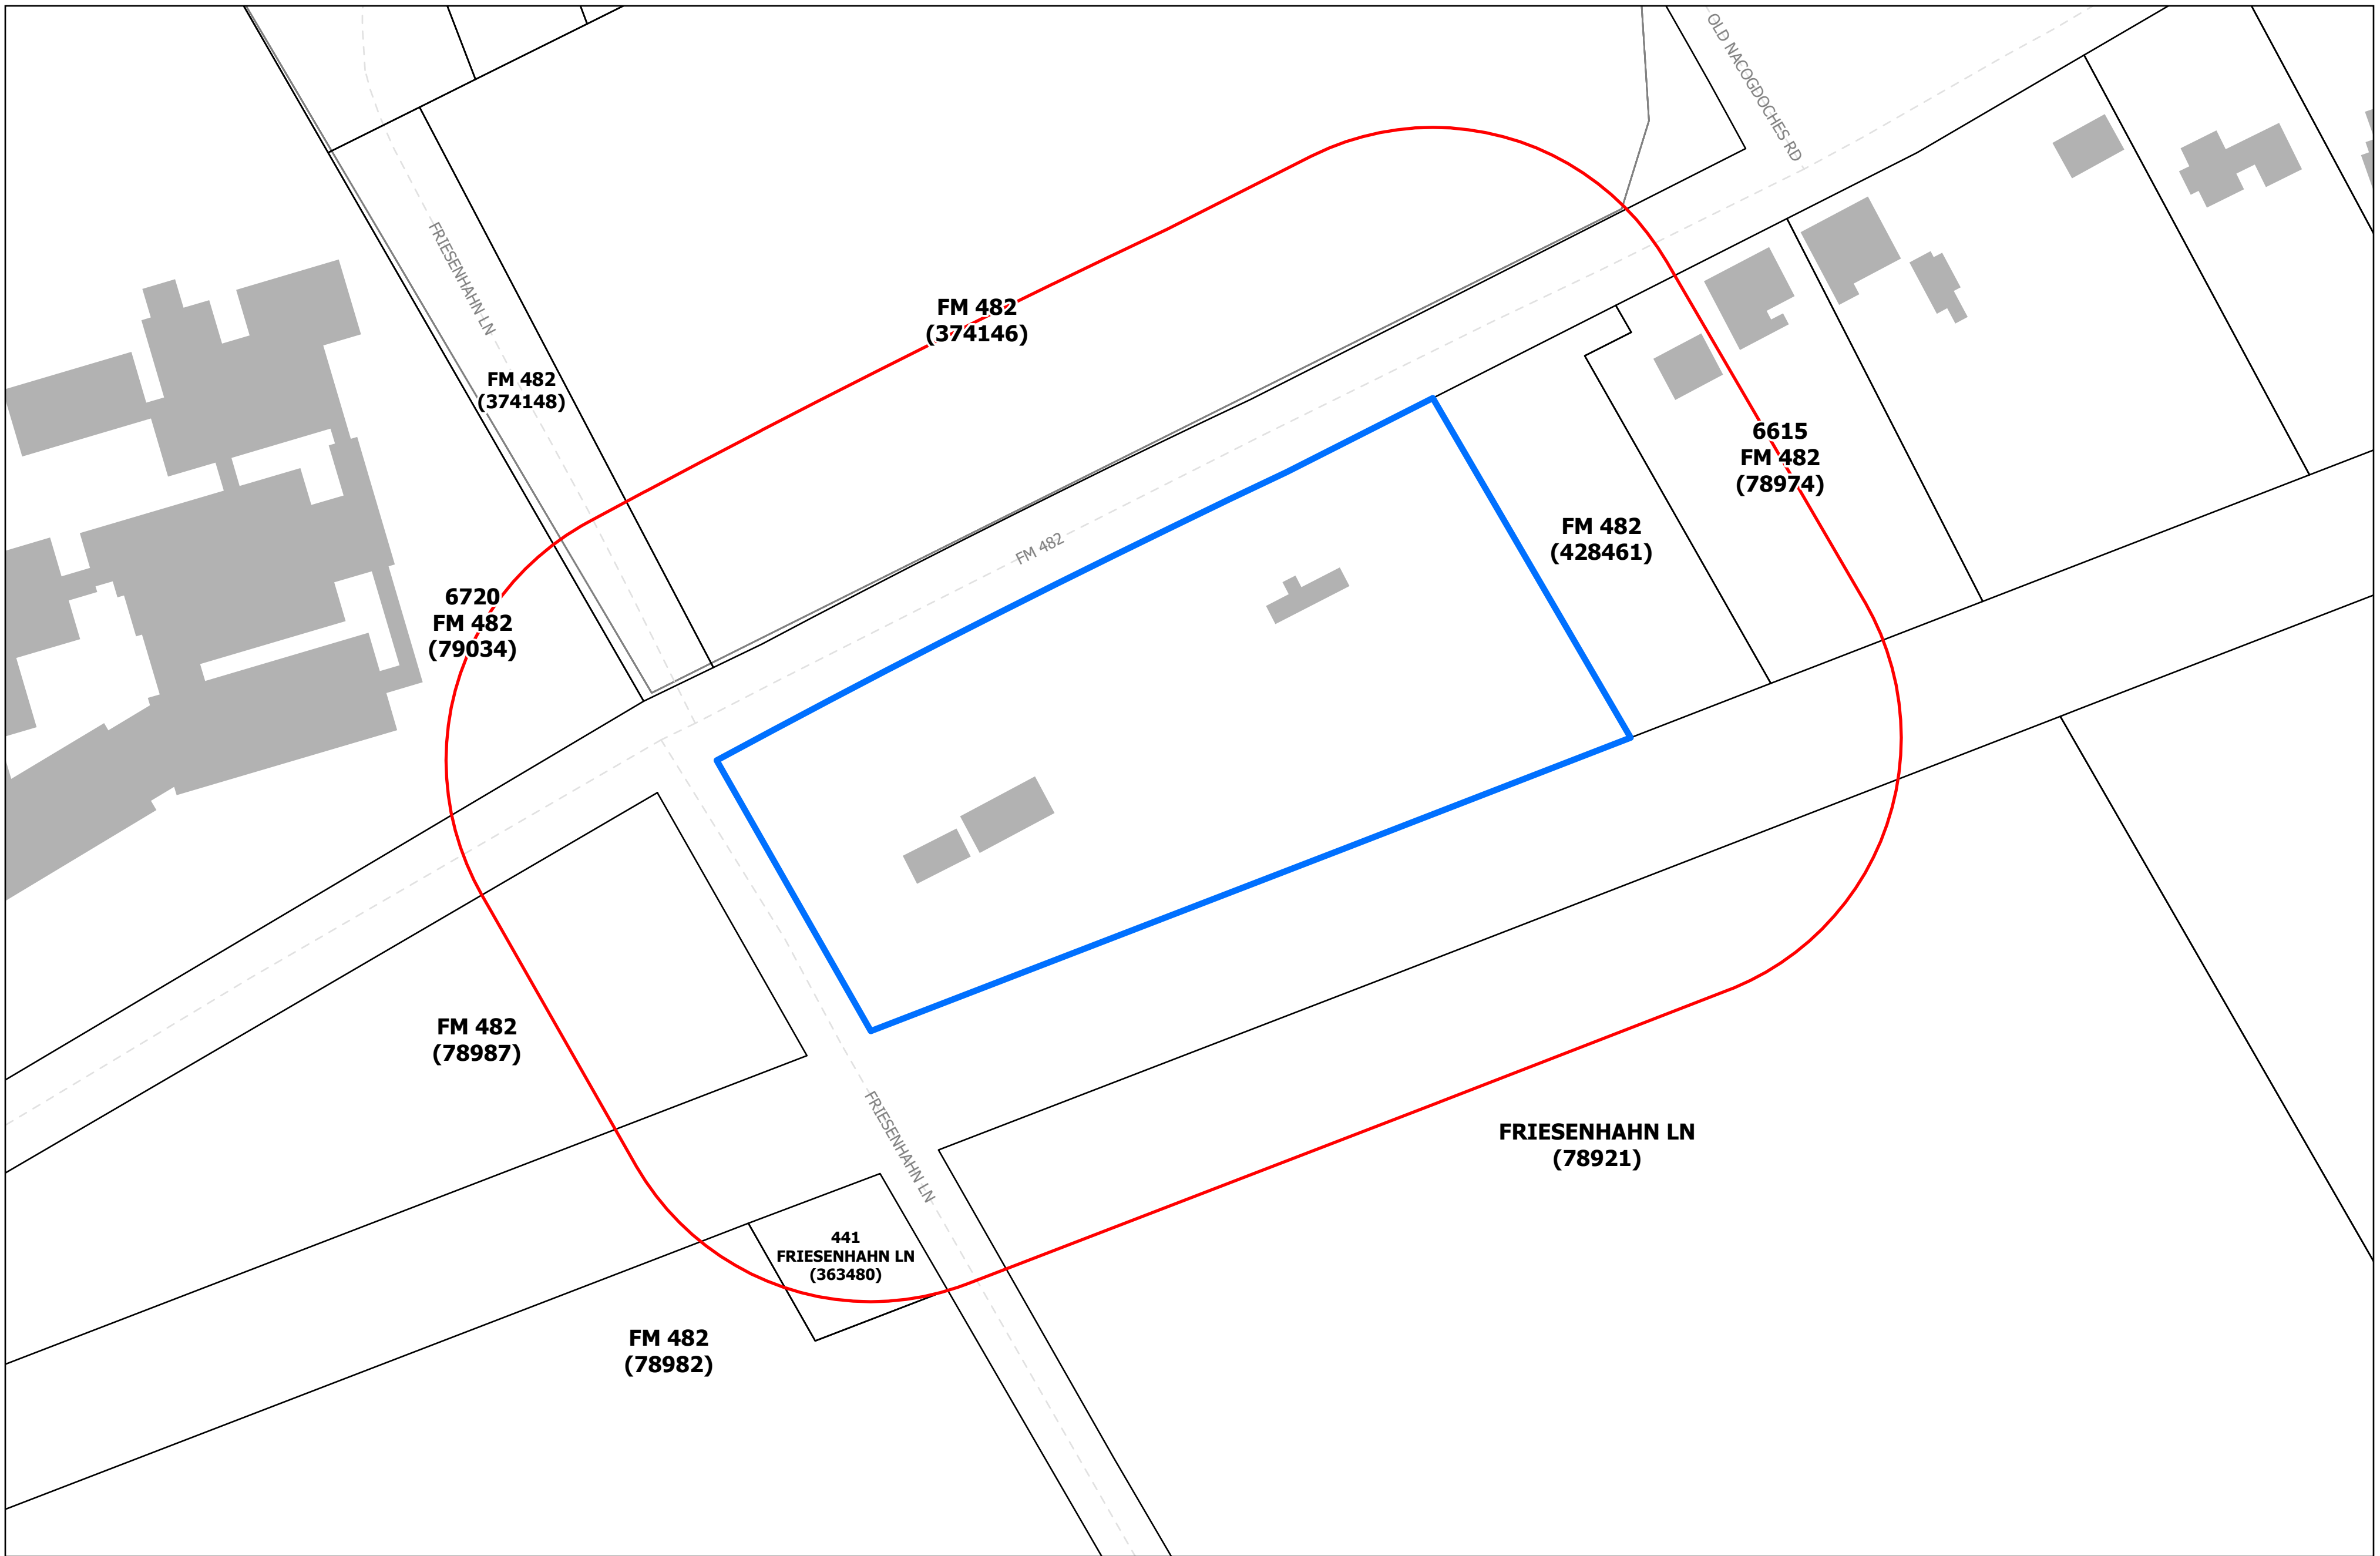 OLD NACOGDOCHES RD
FRIESENHAHN LN
FM 482
(374146)
FM 482
(374148)
6615
FM 482
(78974)
FM 482
FM 482
(428461)
6720
FM 482
(79034)
FM 482
(78987)
FRIESENHAHN LN
FRIESENHAHN LN
(78921)
441
FRIESENHAHN LN
(363480)
FM 482
(78982)